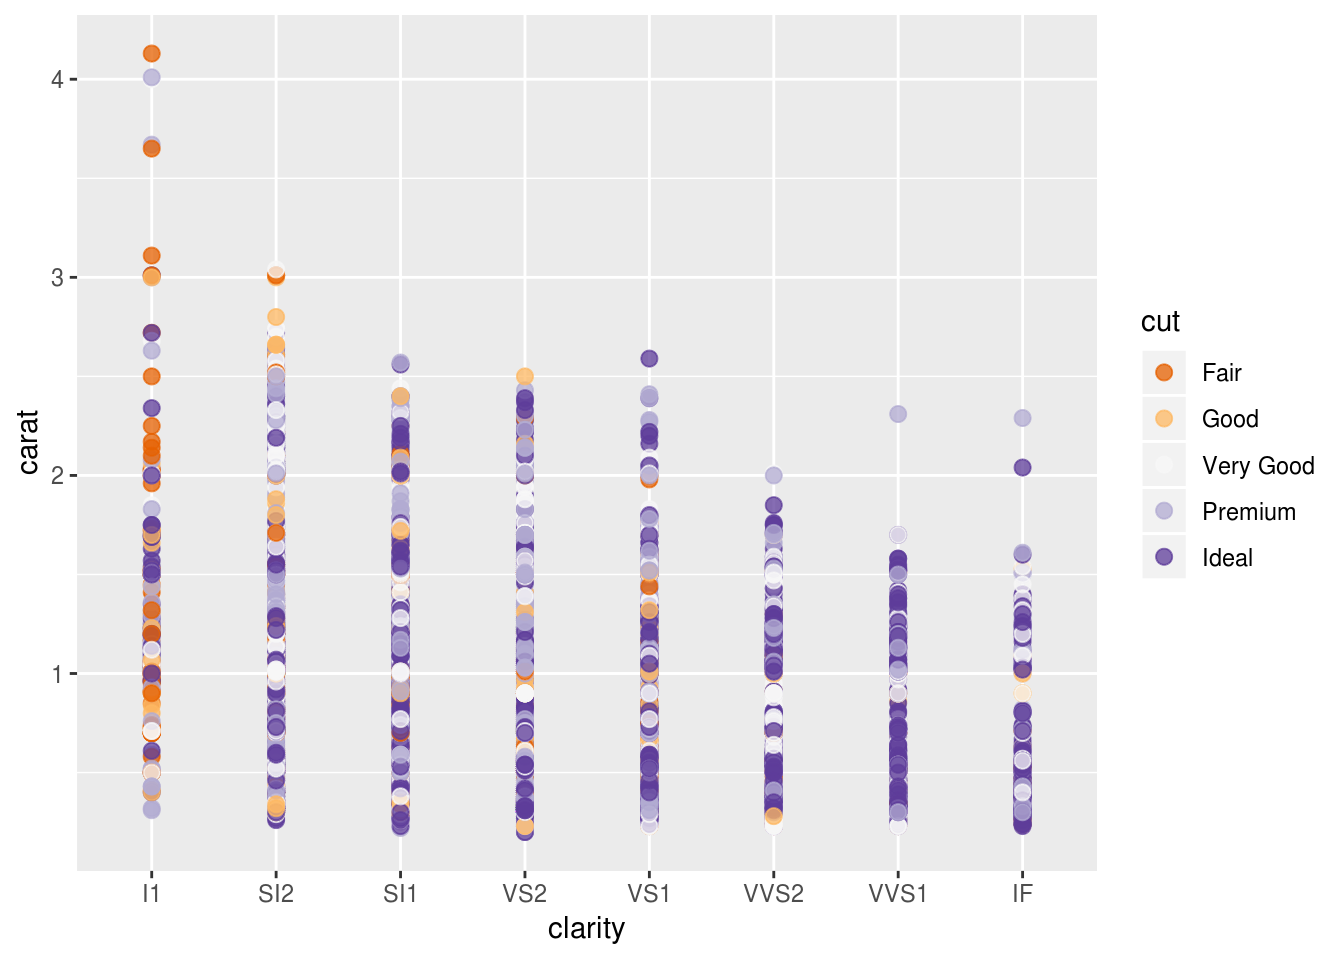 4
3
2
1
carat
I1 SI2 SI1 VS2 VS1 VVS2 VVS1 IF
clarity
cut
Fair
Good
Very Good
Premium
Ideal